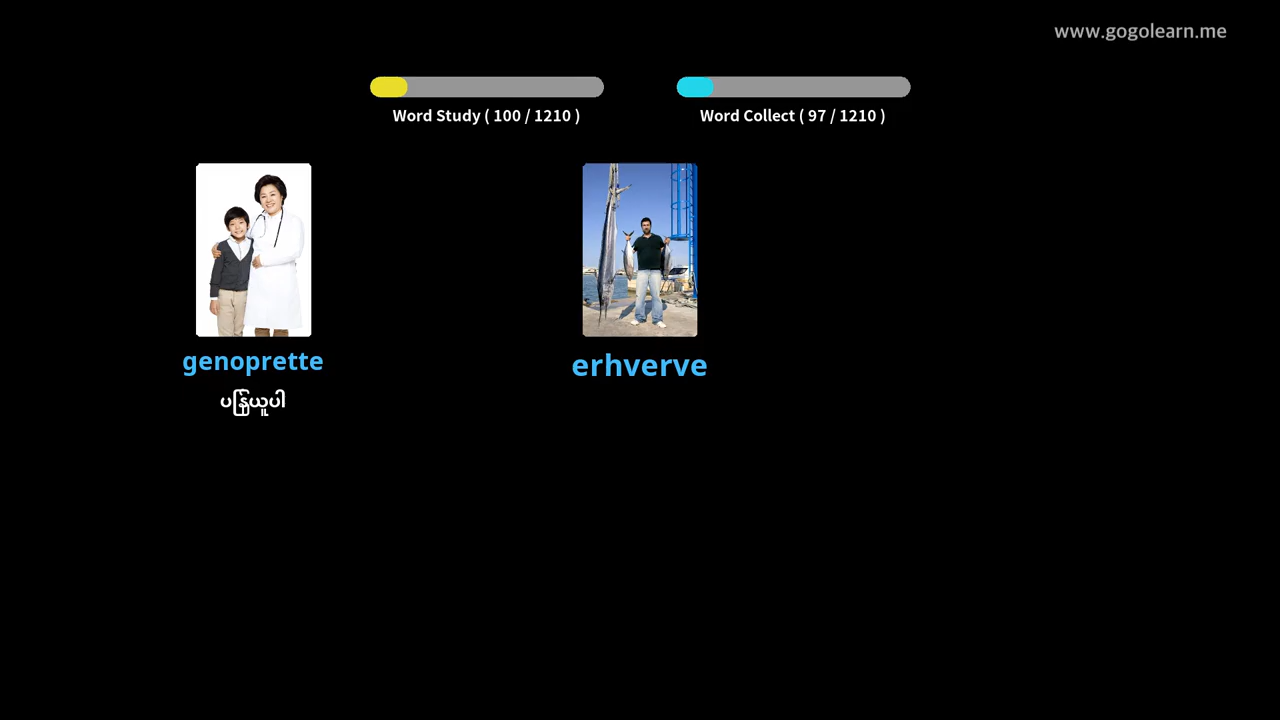 www.gogolearn.me
Word Study ( 100 / 1210 )
Word Collect ( 97 / 1210 )
genoprette
ပြန်ယူပါ
erhverve